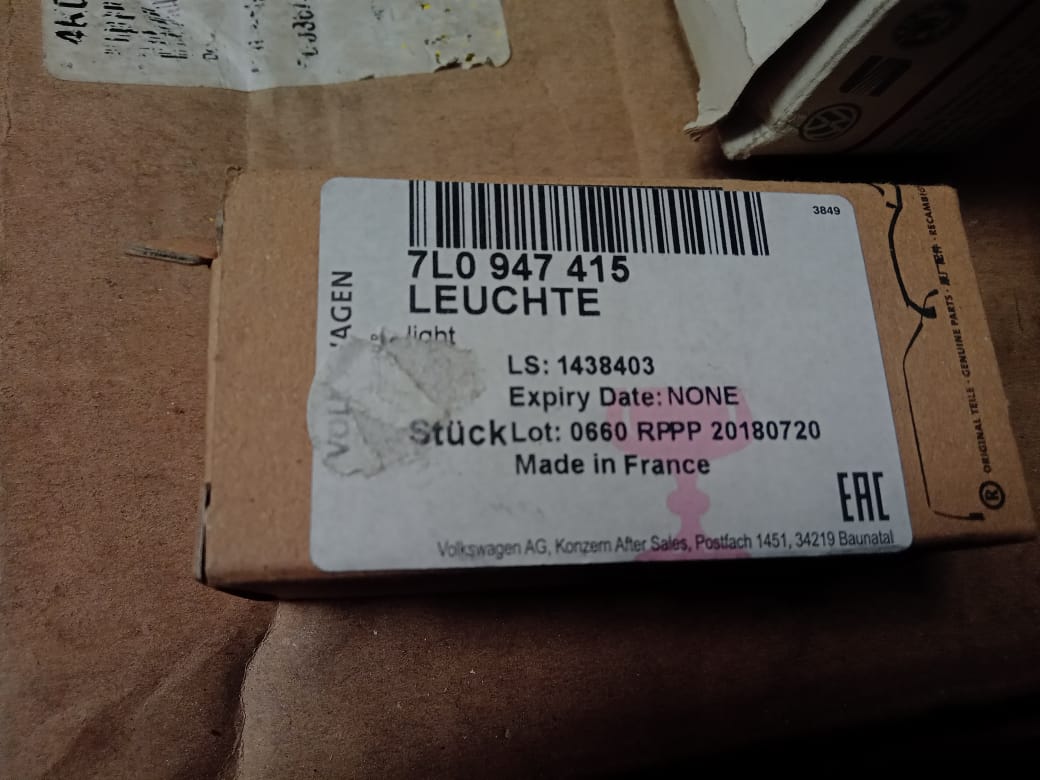 3849
7L0 947 415
LEUCHTE
light
LS: 1438403
Expiry Date: NONE
Stück Lot: 0660 RPPP 20180720
Made in France
EAC
Volkswagen AG, Konzern After Sales, Postfach 1451, 34219 Baunatal
® ORIGINAL TEILE · GENUINE PARTS ·